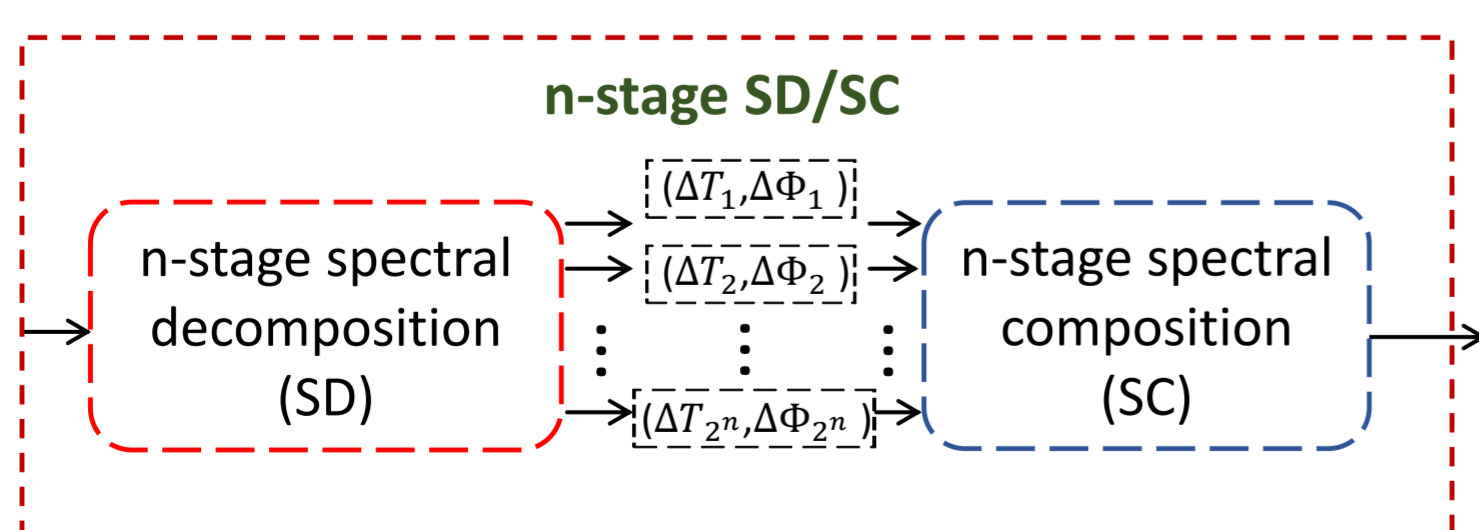 n-stage SD/SC
(ΔT₁,ΔΦ₁ )
n-stage spectral
decomposition
(SD)
(ΔT₂,ΔΦ₂ )
(ΔT₂ⁿ,ΔΦ₂ⁿ )
n-stage spectral
composition
(SC)